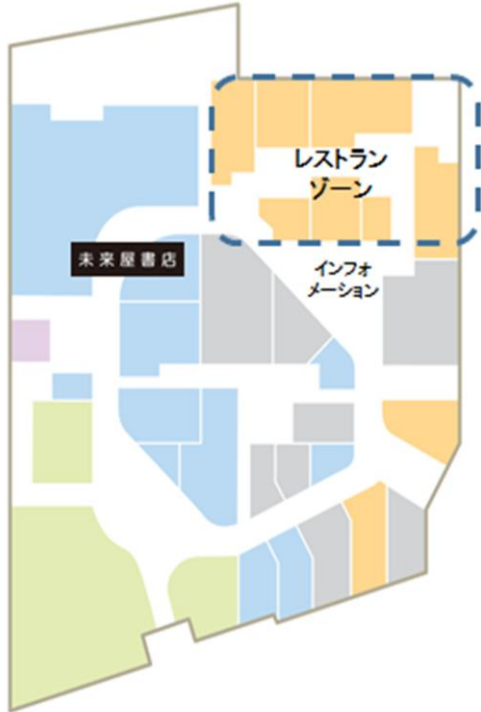 レストラン
ゾーン
未来屋書店
インフォ
メーション